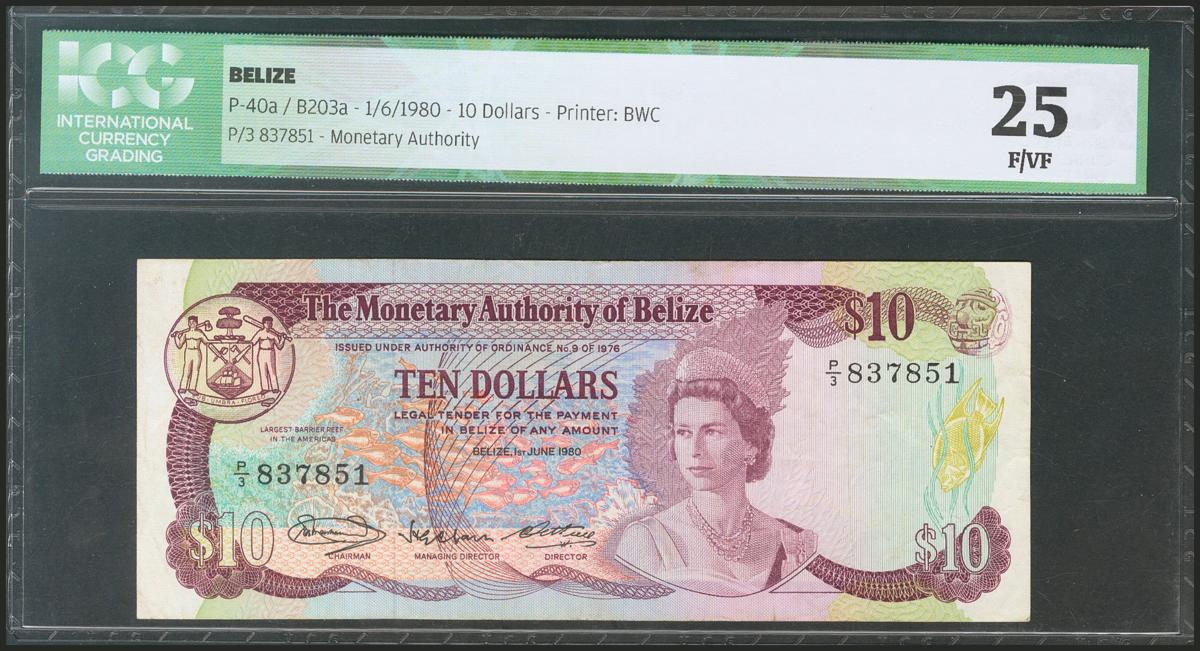 ICG
INTERNATIONAL
CURRENCY
GRADING
BELIZE
P-40a / B203a - 1/6/1980 - 10 Dollars - Printer: BWC
P/3 837851 - Monetary Authority
25
F/VF
The Monetary Authority of Belize
$10
ISSUED UNDER AUTHORITY OF ORDINANCE No. 9 OF 1976
P/3 837851
TEN DOLLARS
LEGAL TENDER FOR THE PAYMENT
IN BELIZE OF ANY AMOUNT
BELIZE, 1ST JUNE 1980
SUB·UMBRA·FLOREO
LARGEST BARRIER REEF
IN THE AMERICAS
P/3 837851
$10
CHAIRMAN
MANAGING DIRECTOR
DIRECTOR
$10